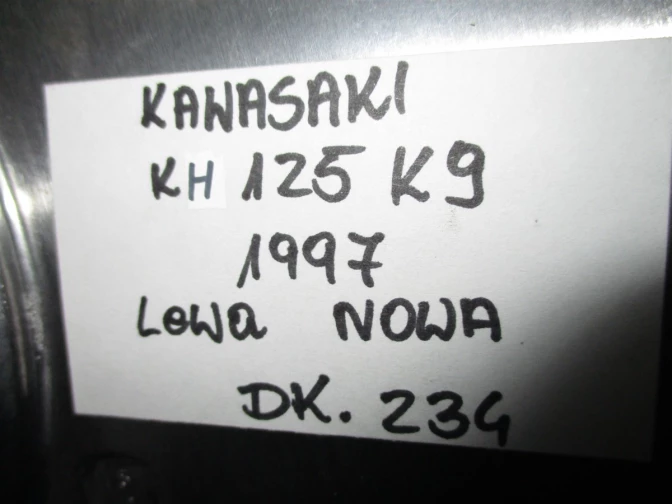 KAWASAKI
KH 125 K9
1997
Lewa NOWA
DK. 234